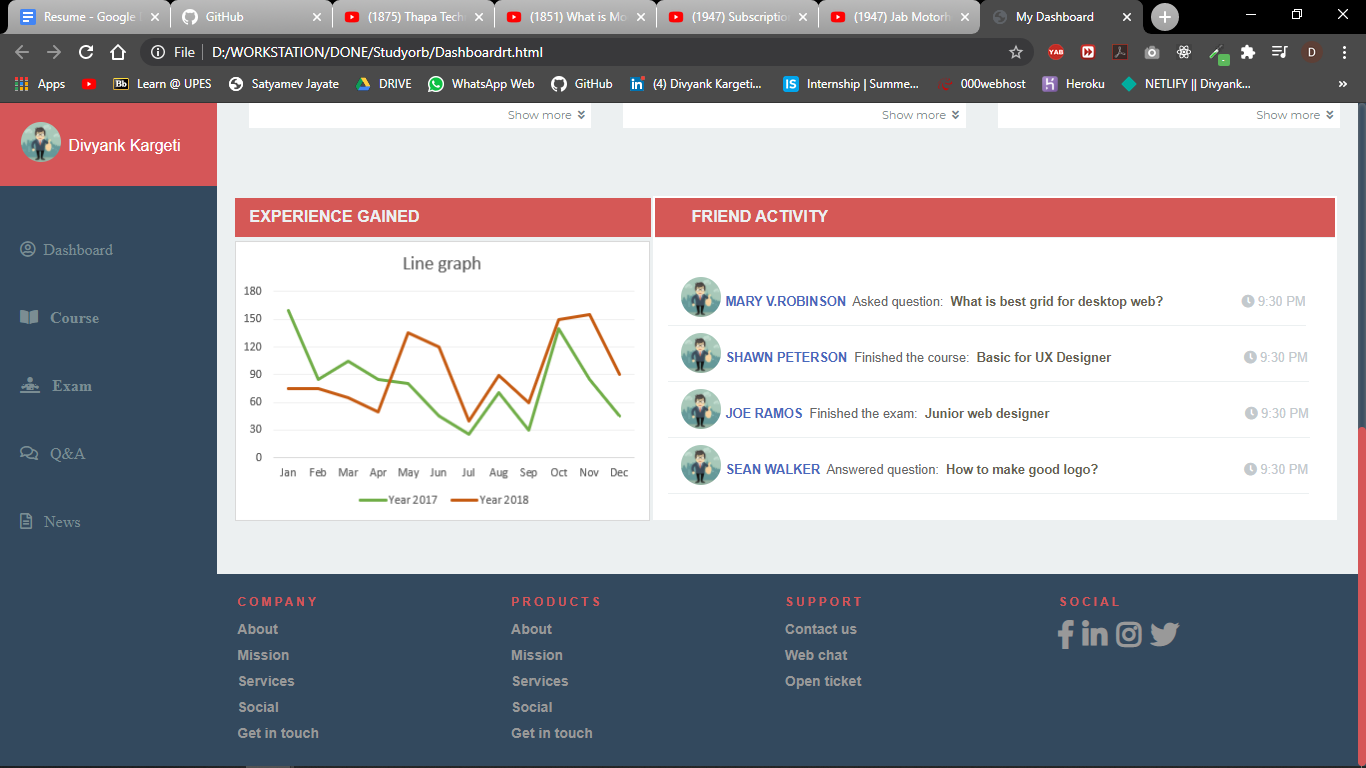 Resume - Google
GitHub
(1875) Thapa Tech
(1851) What is Mo
(1947) Subscription
(1947) Jab Motorh
My Dashboard
File D:/WORKSTATION/DONE/Studyorb/Dashboardrt.html
YAB
D
Apps
Bb Learn @ UPES
Satyamev Jayate
DRIVE
WhatsApp Web
GitHub
in (4) Divyank Kargeti...
IS Internship | Summe...
000webhost
Heroku
NETLIFY || Divyank...
Divyank Kargeti
Dashboard
Course
Exam
Q&A
News
Show more
Show more
Show more
EXPERIENCE GAINED
Line graph
180
150
120
90
60
30
0
Jan Feb Mar Apr May Jun Jul Aug Sep Oct Nov Dec
Year 2017 Year 2018
FRIEND ACTIVITY
MARY V.ROBINSON Asked question: What is best grid for desktop web? 9:30 PM
SHAWN PETERSON Finished the course: Basic for UX Designer 9:30 PM
JOE RAMOS Finished the exam: Junior web designer 9:30 PM
SEAN WALKER Answered question: How to make good logo? 9:30 PM
COMPANY
About
Mission
Services
Social
Get in touch
PRODUCTS
About
Mission
Services
Social
Get in touch
SUPPORT
Contact us
Web chat
Open ticket
SOCIAL